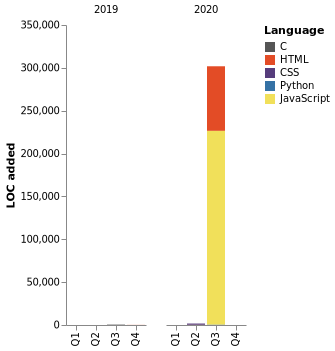 2019
2020
350,000
300,000
250,000
200,000
150,000
100,000
50,000
0
LOC added
Q1
Q2
Q3
Q4
Q1
Q2
Q3
Q4
Language
C
HTML
CSS
Python
JavaScript